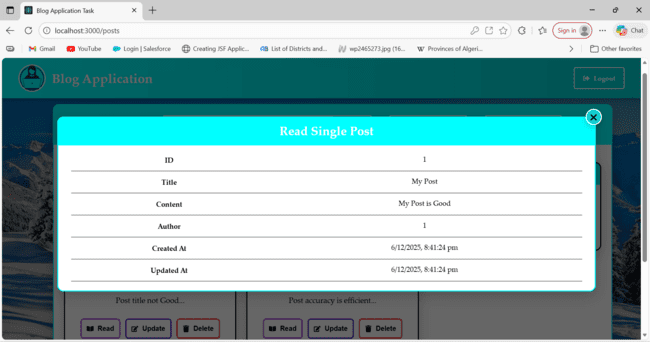 Blog Application Task
localhost:3000/posts
Sign in
Chat
Gmail
YouTube
Login | Salesforce
Creating JSF Applic...
List of Districts and...
wp2465273.jpg (16...
Provinces of Algeri...
Other favorites
Blog Application
Logout
Read Single Post
ID 1
Title My Post
Content My Post is Good
Author 1
Created At 6/12/2025, 8:41:24 pm
Updated At 6/12/2025, 8:41:24 pm
Post title not Good... Post accuracy is efficient...
Read Update Delete Read Update Delete